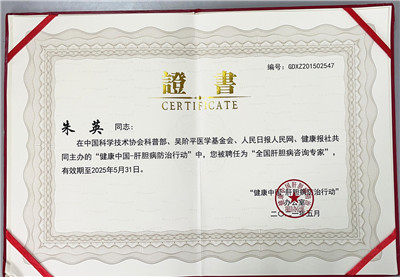 编号：GDXZ201502547
證書
CERTIFICATE
朱英 同志：
在中国科学技术协会科普部、吴阶平医学基金会、人民日报人民网、健康报社共
同主办的“健康中国-肝胆病防治行动”中，您被聘任为“全国肝胆病咨询专家”，
有效期至2025年5月31日。
“健康中国-肝胆病防治行动”
办公室
五月